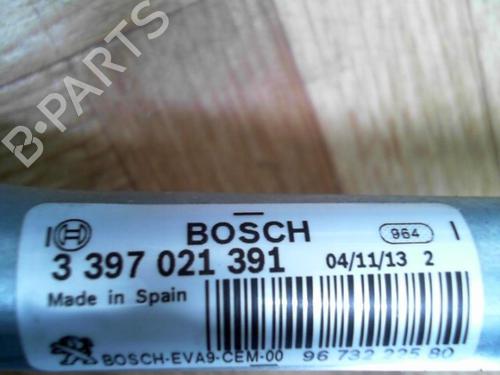 B-PARTS
BOSCH 964
3 397 021 391 04/11/13 2
Made in Spain
BOSCH-EVA9-CEM-00 96 732 225 80